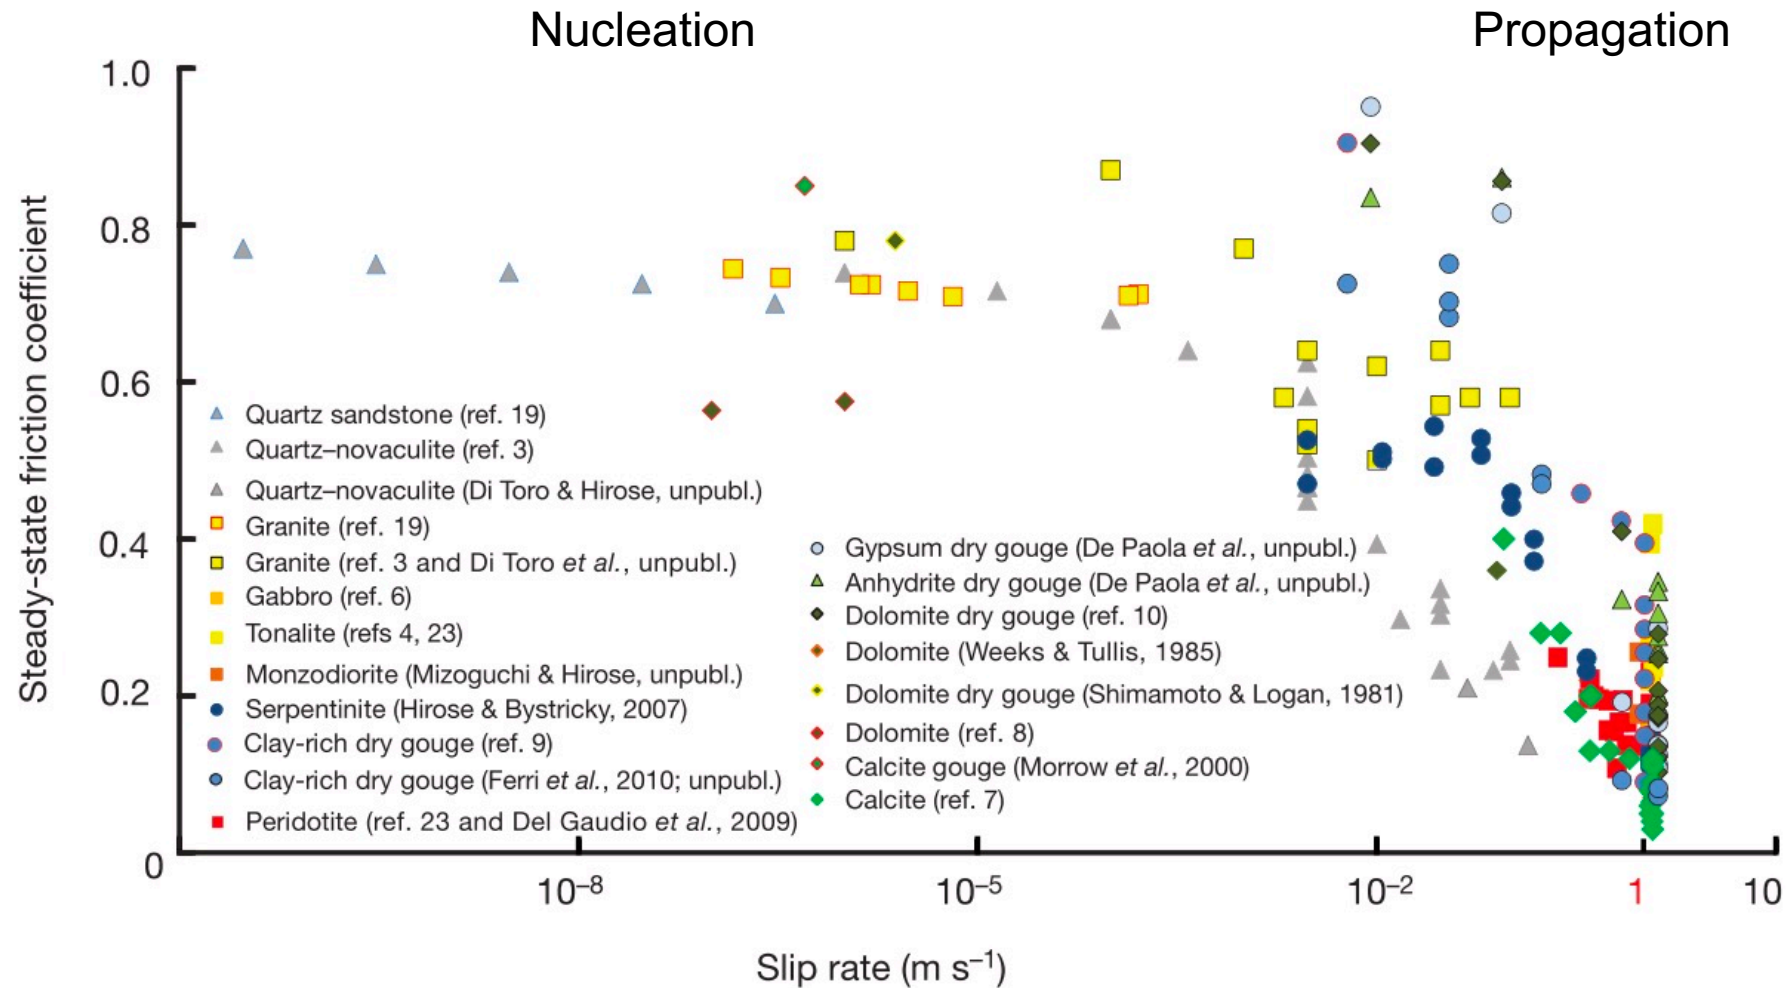 Nucleation
Propagation
Steady-state friction coefficient
1.0
0.8
0.6
0.4
0.2
0
Quartz sandstone (ref. 19)
Quartz–novaculite (ref. 3)
Quartz–novaculite (Di Toro & Hirose, unpubl.)
Granite (ref. 19)
Granite (ref. 3 and Di Toro et al., unpubl.)
Gabbro (ref. 6)
Tonalite (refs 4, 23)
Monzodiorite (Mizoguchi & Hirose, unpubl.)
Serpentinite (Hirose & Bystricky, 2007)
Clay-rich dry gouge (ref. 9)
Clay-rich dry gouge (Ferri et al., 2010; unpubl.)
Peridotite (ref. 23 and Del Gaudio et al., 2009)
Gypsum dry gouge (De Paola et al., unpubl.)
Anhydrite dry gouge (De Paola et al., unpubl.)
Dolomite dry gouge (ref. 10)
Dolomite (Weeks & Tullis, 1985)
Dolomite dry gouge (Shimamoto & Logan, 1981)
Dolomite (ref. 8)
Calcite gouge (Morrow et al., 2000)
Calcite (ref. 7)
10⁻⁸
10⁻⁵
10⁻²
1
10
Slip rate (m s⁻¹)